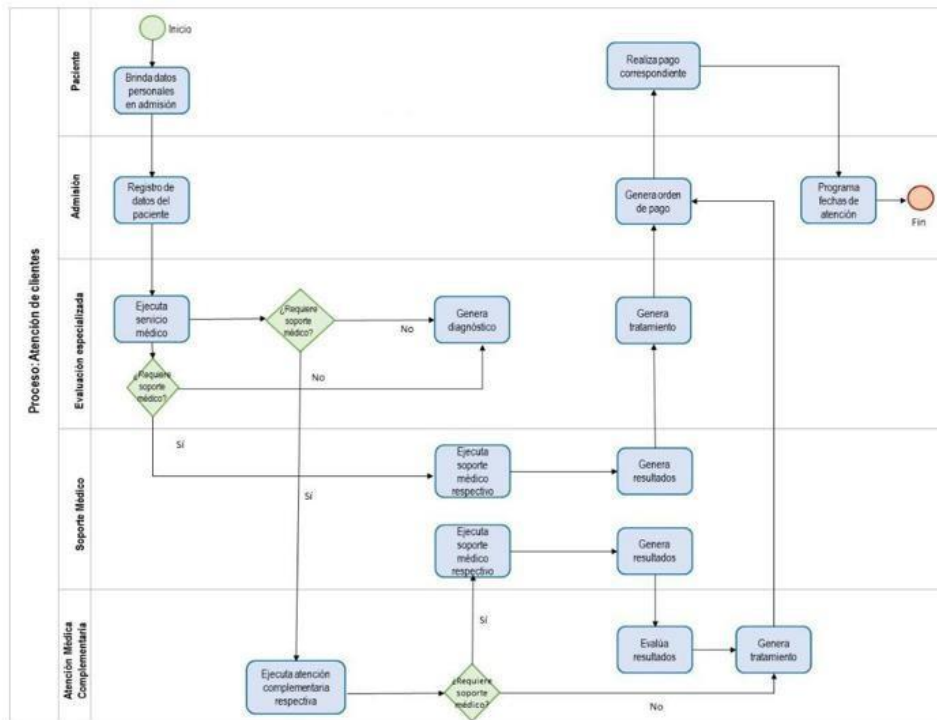 Proceso: Atención de clientes
Paciente
Inicio
Brinda datos
personales
en admisión
Realiza pago
correspondiente
Admisión
Registro de
datos del
paciente
Genera orden
de pago
Programa
fechas de
atención
Fin
Evaluación especializada
Ejecuta
servicio
médico
¿Requiere
soporte
médico?
No
Genera
diagnóstico
Genera
tratamiento
¿Requiere
soporte
médico?
No
Sí
Sí
Soporte Médico
Ejecuta
soporte
médico
respectivo
Genera
resultados
Ejecuta
soporte
médico
respectivo
Genera
resultados
Atención Médica
Complementaria
Sí
Evalúa
resultados
Genera
tratamiento
Ejecuta atención
complementaria
respectiva
¿Requiere
soporte
médico?
No